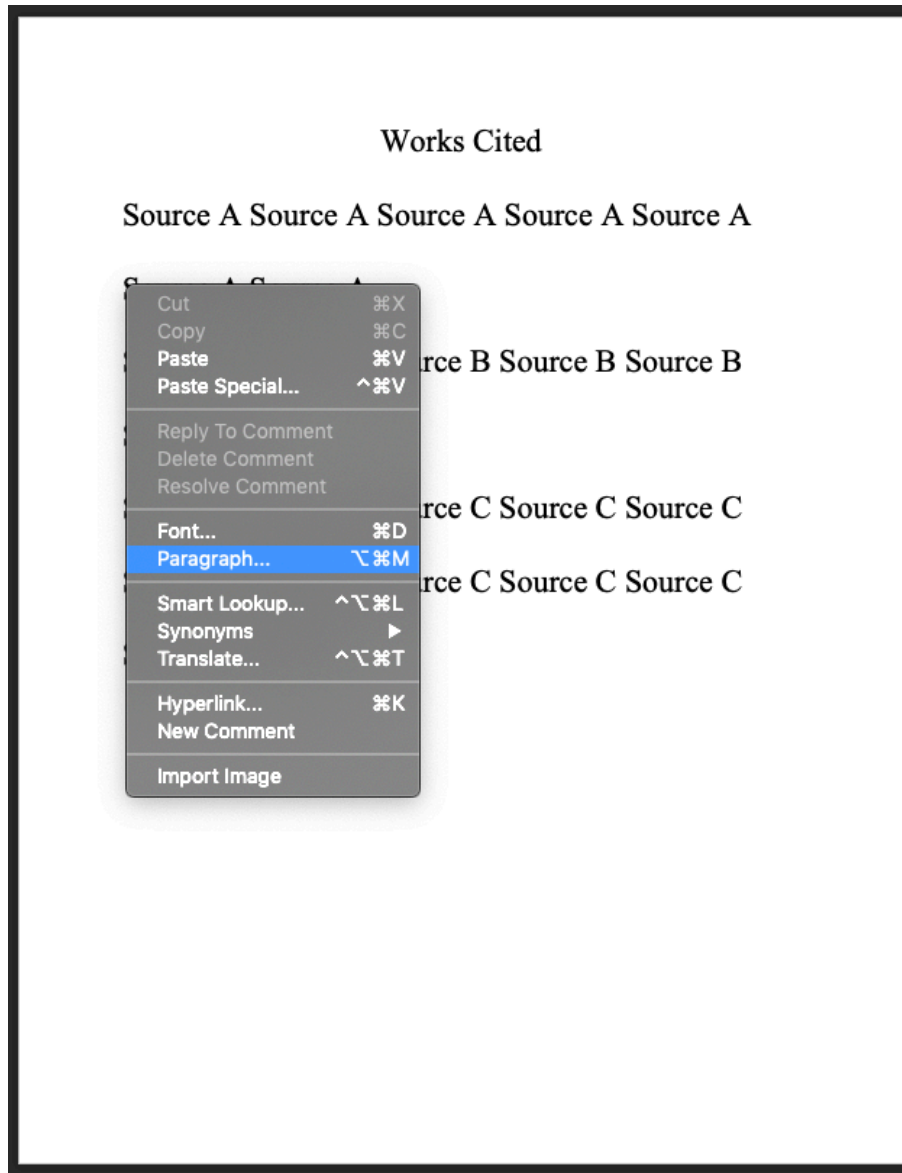 Works Cited
Source A Source A Source A Source A Source A
Cut ⌘X
Copy ⌘C
Paste ⌘V
rce B Source B Source B
Paste Special... ^⌘V
Reply To Comment
Delete Comment
Resolve Comment
rce C Source C Source C
Font... ⌘D
Paragraph... ⌥⌘M
rce C Source C Source C
Smart Lookup... ^⌥⌘L
Synonyms ▶
Translate... ^⌥⌘T
Hyperlink... ⌘K
New Comment
Import Image